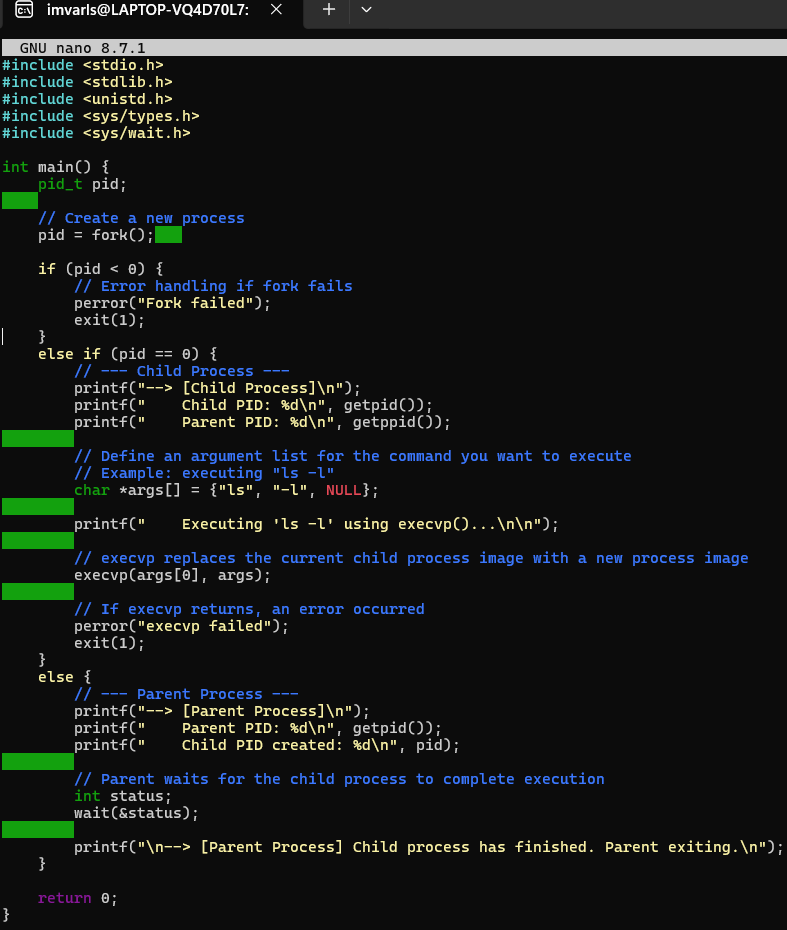 imvarls@LAPTOP-VQ4D70L7:
GNU nano 8.7.1
#include <stdio.h>
#include <stdlib.h>
#include <unistd.h>
#include <sys/types.h>
#include <sys/wait.h>

int main() {
    pid_t pid;

    // Create a new process
    pid = fork();

    if (pid < 0) {
        // Error handling if fork fails
        perror("Fork failed");
        exit(1);
    }
    else if (pid == 0) {
        // --- Child Process ---
        printf("--> [Child Process]\n");
        printf("    Child PID: %d\n", getpid());
        printf("    Parent PID: %d\n", getppid());

        // Define an argument list for the command you want to execute
        // Example: executing "ls -l"
        char *args[] = {"ls", "-l", NULL};

        printf("    Executing 'ls -l' using execvp()...\n\n");

        // execvp replaces the current child process image with a new process image
        execvp(args[0], args);

        // If execvp returns, an error occurred
        perror("execvp failed");
        exit(1);
    }
    else {
        // --- Parent Process ---
        printf("--> [Parent Process]\n");
        printf("    Parent PID: %d\n", getpid());
        printf("    Child PID created: %d\n", pid);

        // Parent waits for the child process to complete execution
        int status;
        wait(&status);

        printf("\n--> [Parent Process] Child process has finished. Parent exiting.\n");
    }

    return 0;
}